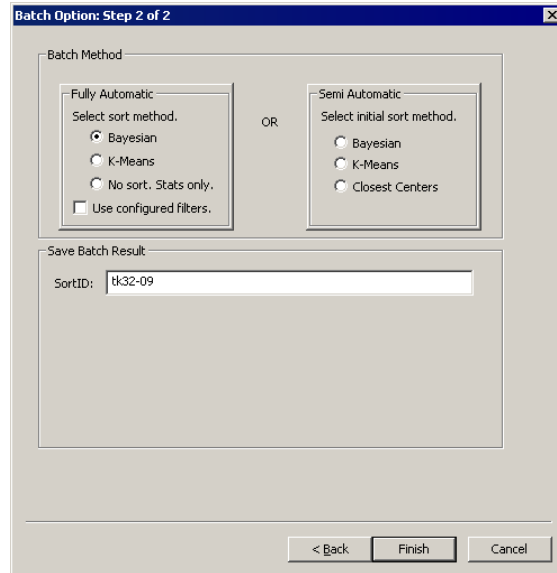 Batch Option: Step 2 of 2
Batch Method
Fully Automatic
Select sort method.
Bayesian
K-Means
No sort. Stats only.
Use configured filters.
OR
Semi Automatic
Select initial sort method.
Bayesian
K-Means
Closest Centers
Save Batch Result
SortID: tk32-09
< Back
Finish
Cancel